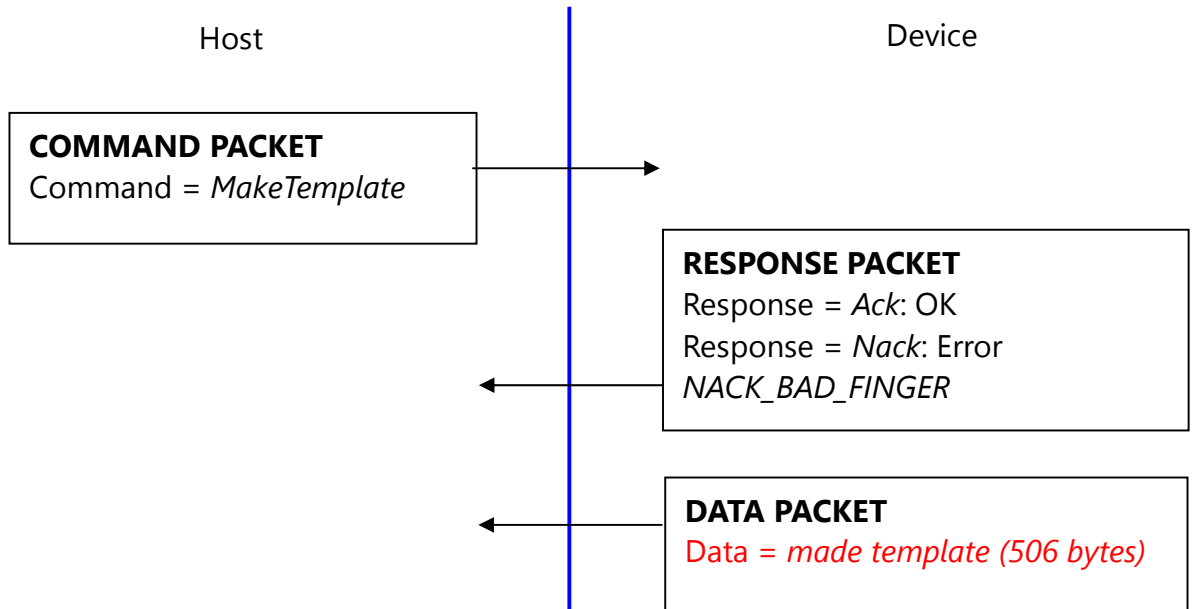 Host
Device
COMMAND PACKET
Command = MakeTemplate
RESPONSE PACKET
Response = Ack: OK
Response = Nack: Error
NACK_BAD_FINGER
DATA PACKET
Data = made template (506 bytes)